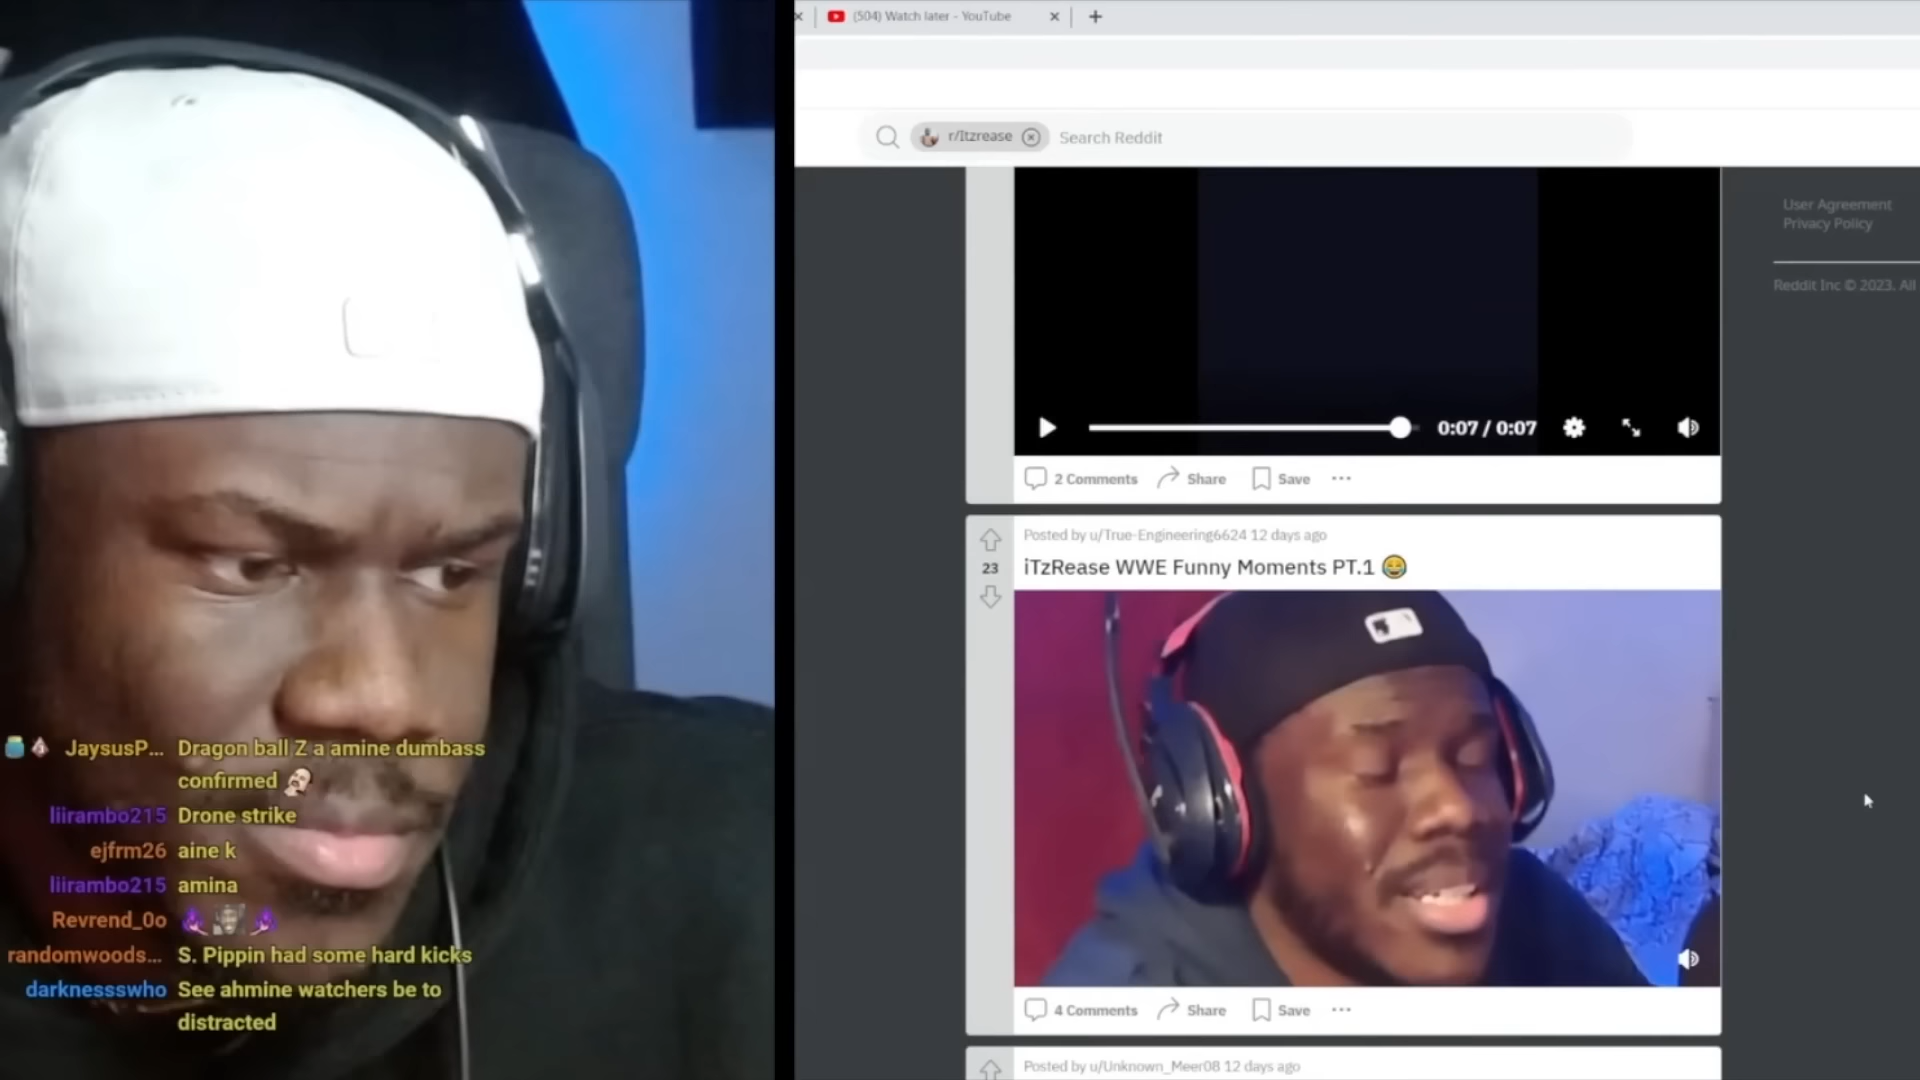 (504) Watch later - YouTube
r/Itzrease
Search Reddit
User Agreement
Privacy Policy
Reddit Inc © 2023. All
0:07 / 0:07
2 Comments
Share
Save
Posted by u/True-Engineering6624 12 days ago
23
iTzRease WWE Funny Moments PT.1 😂
4 Comments
Share
Save
Posted by u/Unknown_Meer08 12 days ago
JaysusP... Dragon ball Z a amine dumbass
confirmed
liirambo215 Drone strike
ejfrm26 aine k
liirambo215 amina
Revrend_0o
randomwoods... S. Pippin had some hard kicks
darknessswho See ahmine watchers be to
distracted